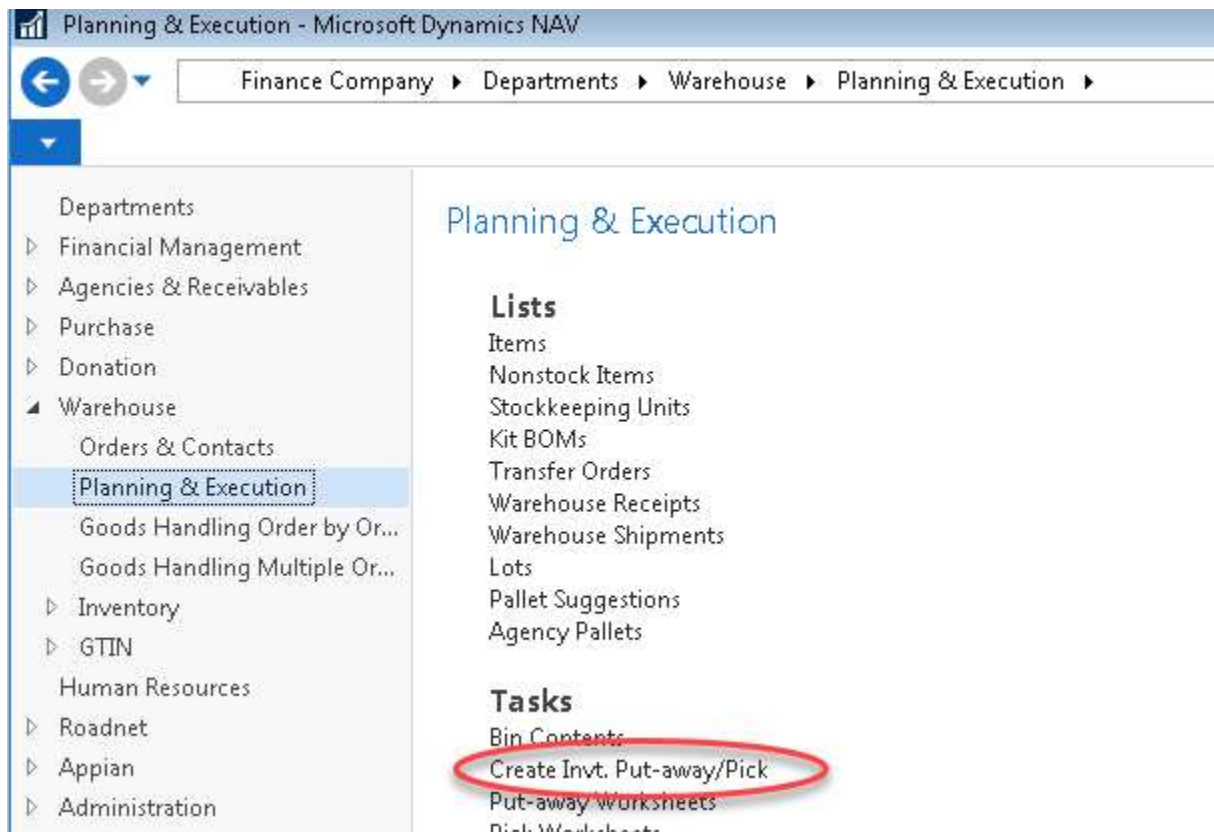 Planning & Execution - Microsoft Dynamics NAV
Finance Company ▸ Departments ▸ Warehouse ▸ Planning & Execution ▸
Departments
Financial Management
Agencies & Receivables
Purchase
Donation
Warehouse
Orders & Contacts
Planning & Execution
Goods Handling Order by Or...
Goods Handling Multiple Or...
Inventory
GTIN
Human Resources
Roadnet
Appian
Administration
Planning & Execution
Lists
Items
Nonstock Items
Stockkeeping Units
Kit BOMs
Transfer Orders
Warehouse Receipts
Warehouse Shipments
Lots
Pallet Suggestions
Agency Pallets
Tasks
Bin Contents
Create Invt. Put-away/Pick
Put-away Worksheets
Pick Worksheets